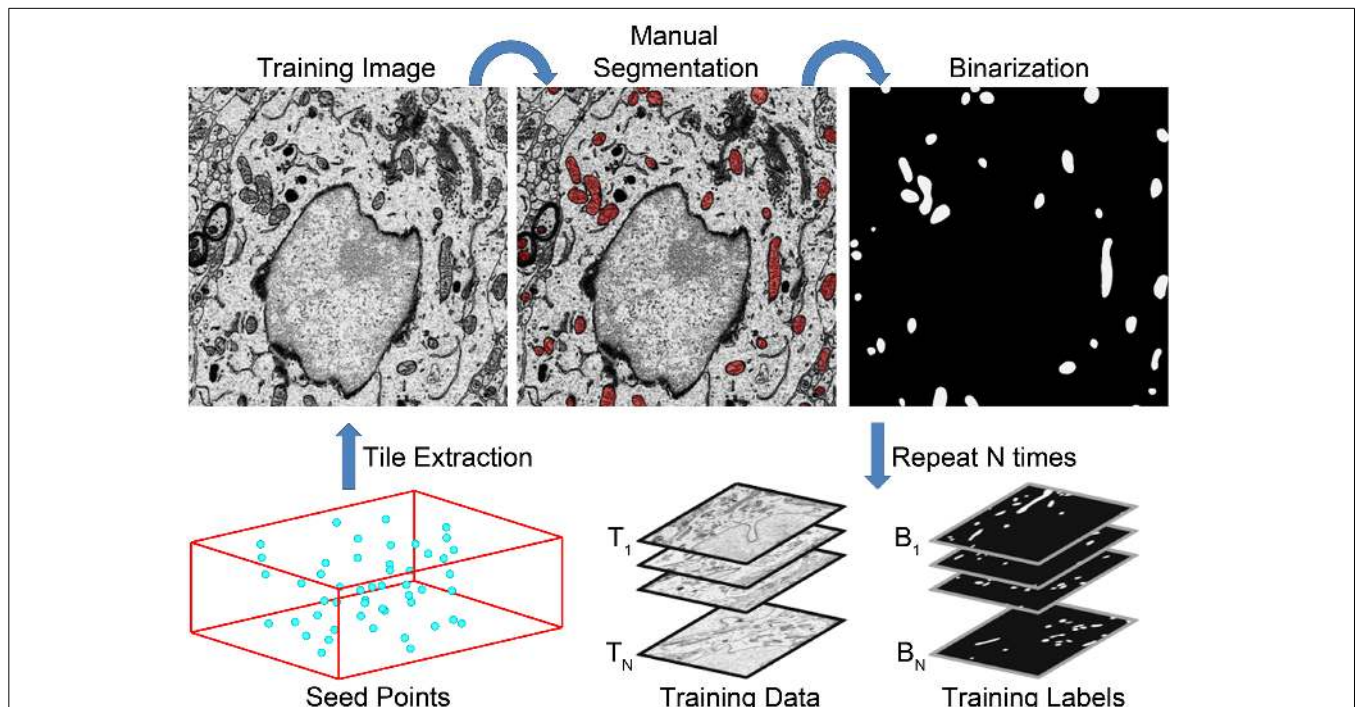 Training Image
Manual
Segmentation
Binarization
Tile Extraction
Repeat N times
T1
TN
B1
BN
Seed Points
Training Data
Training Labels